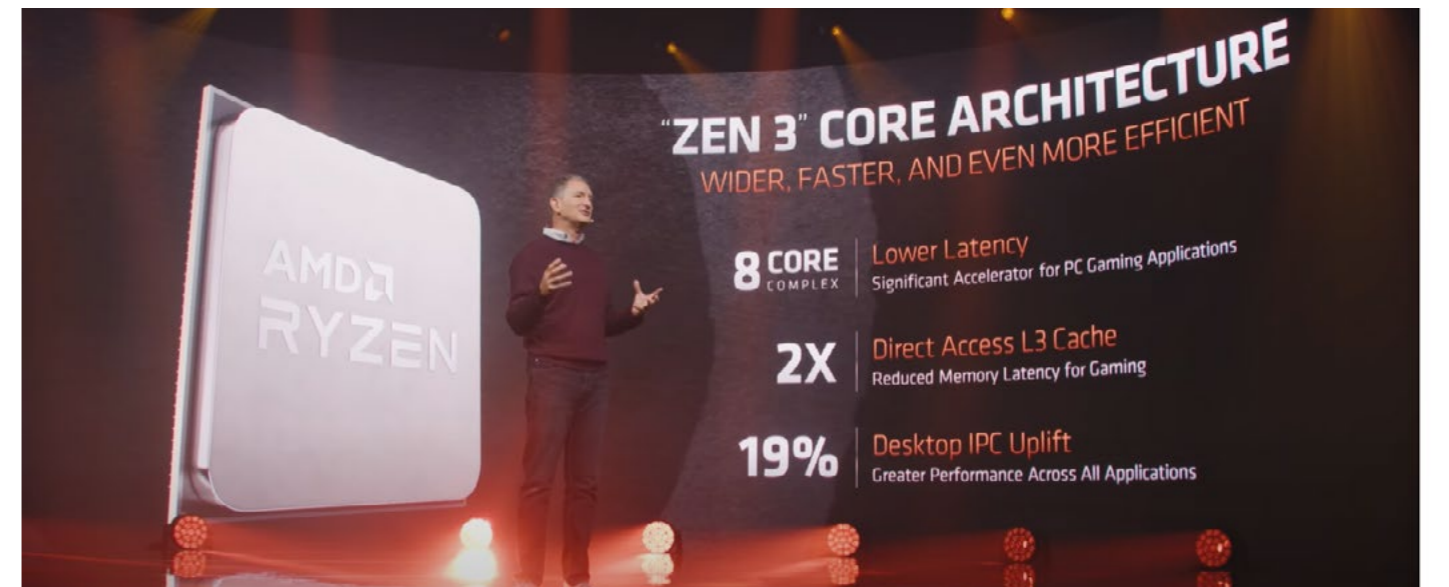 AMD
RYZEN
"ZEN 3" CORE ARCHITECTURE
WIDER, FASTER, AND EVEN MORE EFFICIENT
8 CORE
COMPLEX
Lower Latency
Significant Accelerator for PC Gaming Applications
2X
Direct Access L3 Cache
Reduced Memory Latency for Gaming
19%
Desktop IPC Uplift
Greater Performance Across All Applications